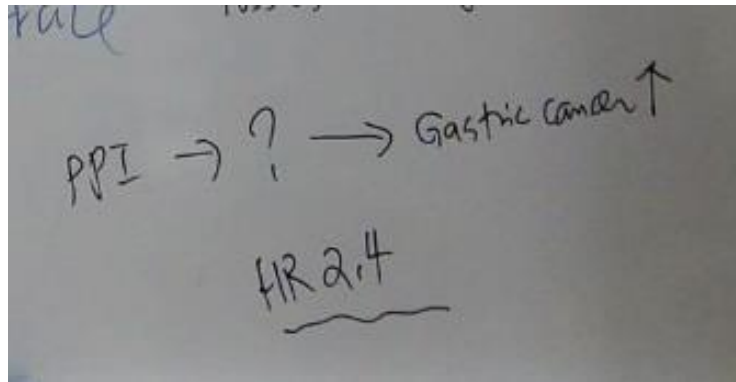 PPI → ? → Gastric cancer ↑
HR 2.4